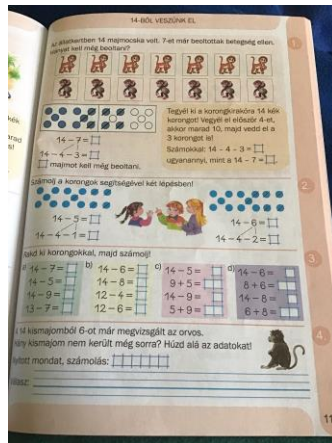 14-BŐL VESZÜNK EL
Az állatkertben 14 majmocska volt. 7-et már beoltottak betegség ellen.
Hányat kell még beoltani?
1.
Tegyél ki a korongkirakóra 14 kék
korongot! Vegyél el először 4-et,
akkor marad 10, majd vedd el a
3 korongot is!
Számokkal: 14 - 4 - 3 =
ugyanannyi, mint a 14 - 7 =
14 - 7 =
14 - 4 - 3 =
majmot kell még beoltani.
2.
Számolj a korongok segítségével két lépésben!
14 - 5 =
14 - 4 - 1 =
14 - 6 =
14 - 4 - 2 =
3.
Rakd ki korongokkal, majd számolj!
a) 14 - 7 =
14 - 5 =
14 - 9 =
13 - 7 =
b) 14 - 6 =
14 - 8 =
12 - 4 =
12 - 6 =
c) 14 - 5 =
9 + 5 =
14 - 9 =
5 + 9 =
d) 14 - 6 =
8 + 6 =
14 - 8 =
6 + 8 =
4.
A 14 kismajomból 6-ot már megvizsgált az orvos.
Hány kismajom nem került még sorra? Húzd alá az adatokat!
Nyitott mondat, számolás:
Válasz:
11